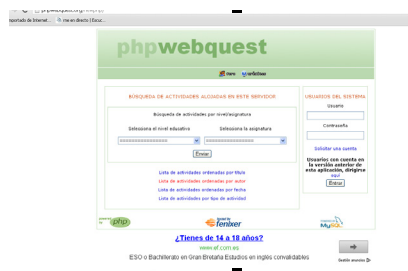 phpwebquest
BÚSQUEDA DE ACTIVIDADES ALOJADAS EN ESTE SERVIDOR
Búsqueda de actividades por nivel/asignatura
Selecciona el nivel educativo
Selecciona la asignatura
Enviar
Lista de actividades ordenadas por título
Lista de actividades ordenadas por autor
Lista de actividades ordenadas por fecha
Lista de actividades ordenadas por tipo de actividad
USUARIOS DEL SISTEMA
Usuario
Contraseña
Solicitar una cuenta
Usuarios con cuenta en
la versión anterior de
esta aplicación, dirigirse
aquí
Entrar
php
fenixer
MySQL
¿Tienes de 14 a 18 años?
www.ef.com.es
ESO o Bachillerato en Gran Bretaña Estudios en inglés convalidables